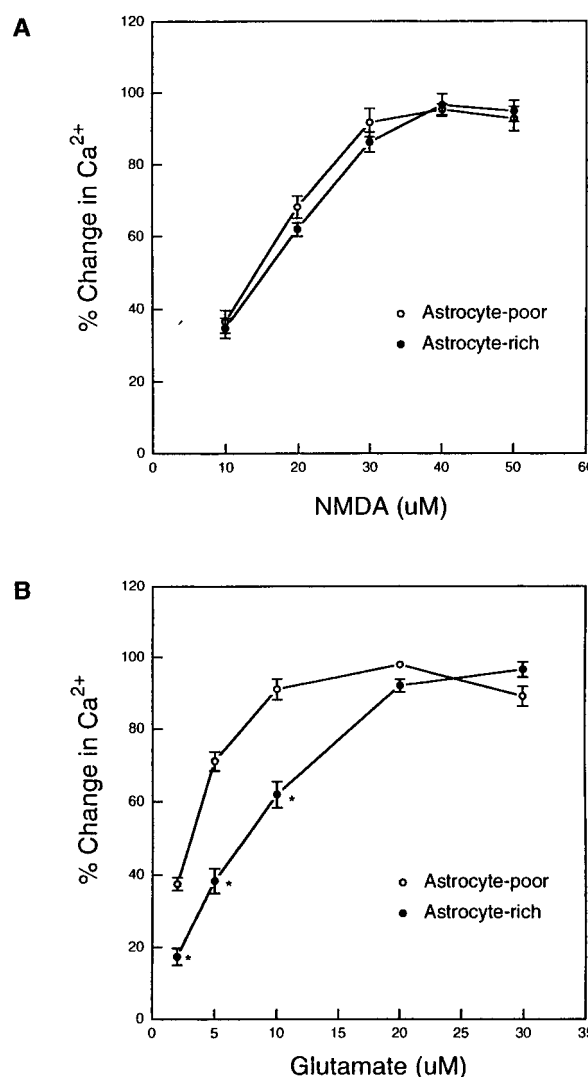 A
120
100
80
60
40
20
0
% Change in Ca2+
Astrocyte-poor
Astrocyte-rich
0 10 20 30 40 50 60
NMDA (uM)
B
120
100
80
60
40
20
0
% Change in Ca2+
*
*
*
Astrocyte-poor
Astrocyte-rich
0 5 10 15 20 25 30 35
Glutamate (uM)